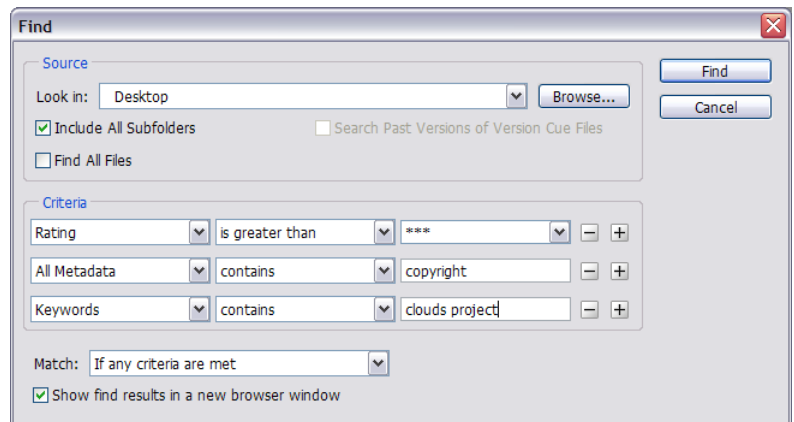 Find
Source
Look in: Desktop Browse...
Include All Subfolders Search Past Versions of Version Cue Files
Find All Files
Find
Cancel
Criteria
Rating is greater than ***
All Metadata contains copyright
Keywords contains clouds project
Match: If any criteria are met
Show find results in a new browser window